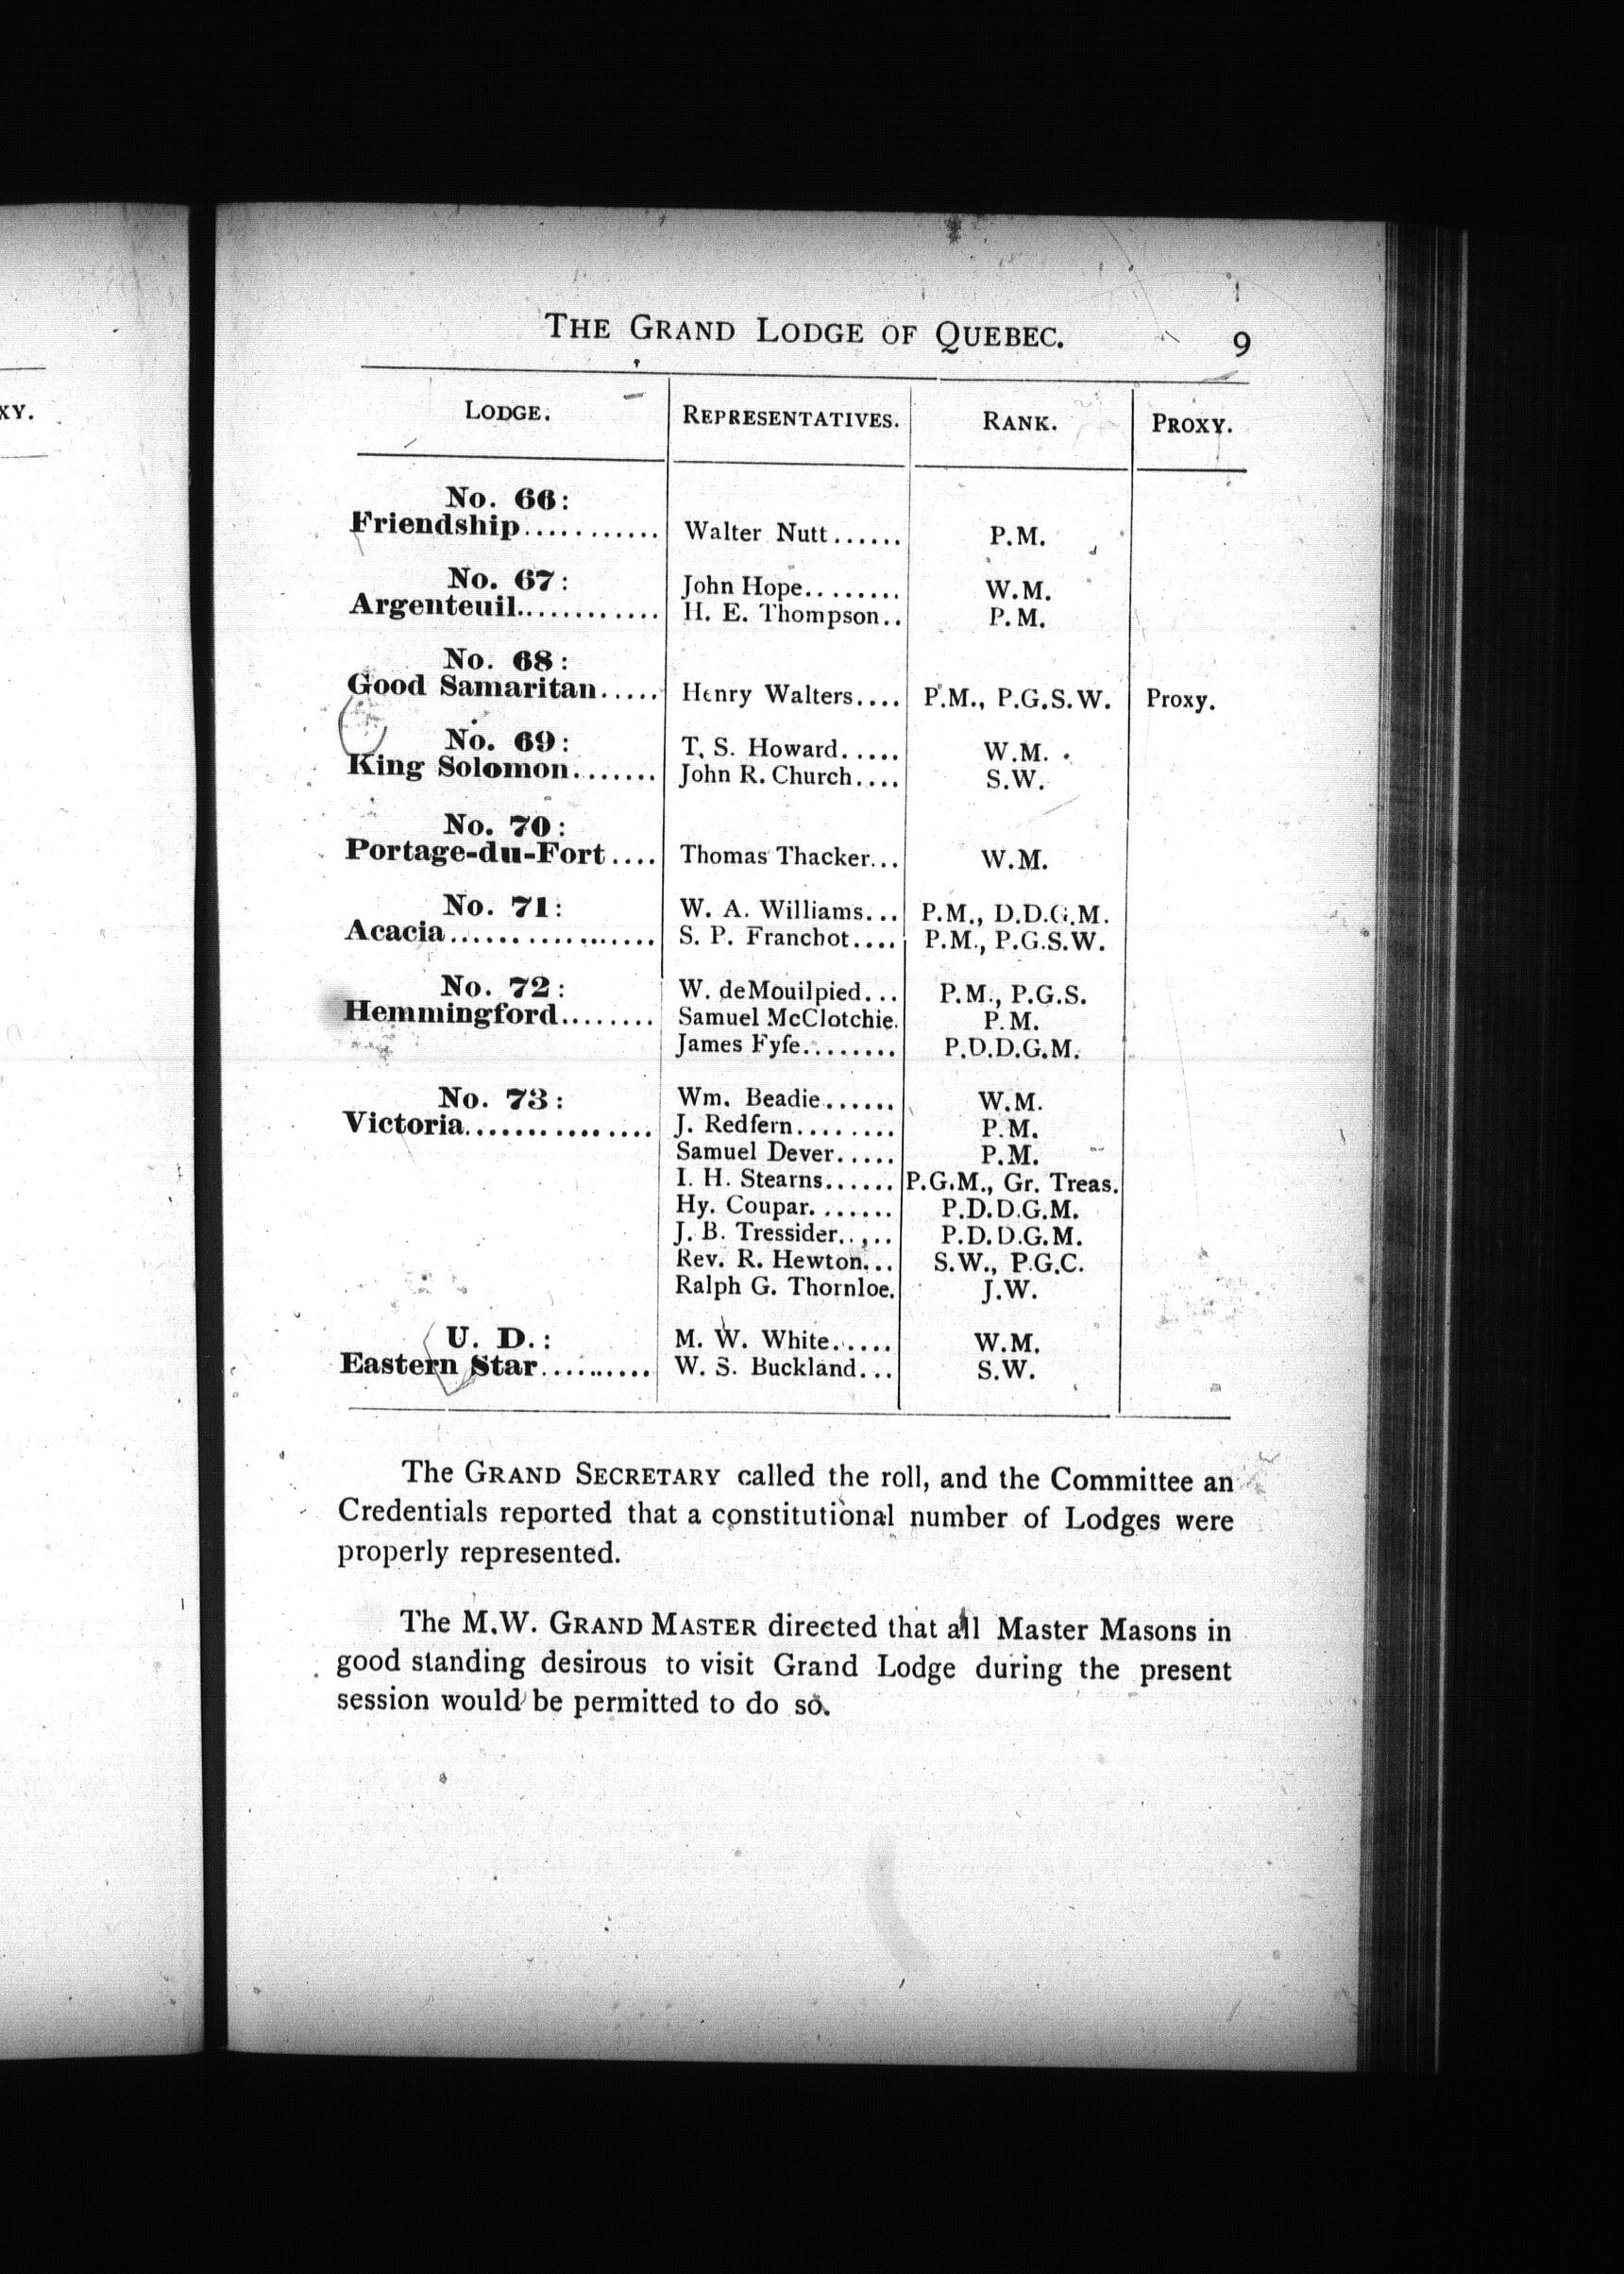 XY.
THE GRAND LODGE OF QUEBEC. 9
LODGE. REPRESENTATIVES. RANK. PROXY.
No. 66:
Friendship........... Walter Nutt...... P.M.
No. 67: John Hope........ W.M.
Argenteuil............ H. E. Thompson.. P.M.
No. 68:
Good Samaritan..... Henry Walters.... P.M., P.G.S.W. Proxy.
No. 69: T. S. Howard..... W.M.
King Solomon....... John R. Church.... S.W.
No. 70:
Portage-du-Fort.... Thomas Thacker... W.M.
No. 71: W. A. Williams... P.M., D.D.G.M.
Acacia.................. S. P. Franchot.... P.M., P.G.S.W.
No. 72: W. deMouilpied... P.M., P.G.S.
Hemmingford........ Samuel McClotchie. P.M.
James Fyfe........ P.D.D.G.M.
No. 73: Wm. Beadie...... W.M.
Victoria................ J. Redfern........ P.M.
Samuel Dever..... P.M.
I. H. Stearns...... P.G.M., Gr. Treas.
Hy. Coupar....... P.D.D.G.M.
J. B. Tressider..,.. P.D.D.G.M.
Rev. R. Hewton... S.W., P.G.C.
Ralph G. Thornloe. J.W.
U. D.: M. W. White...... W.M.
Eastern Star.......... W. S. Buckland... S.W.
The GRAND SECRETARY called the roll, and the Committee an
Credentials reported that a constitutional number of Lodges were
properly represented.
The M.W. GRAND MASTER directed that all Master Masons in
good standing desirous to visit Grand Lodge during the present
session would be permitted to do so.